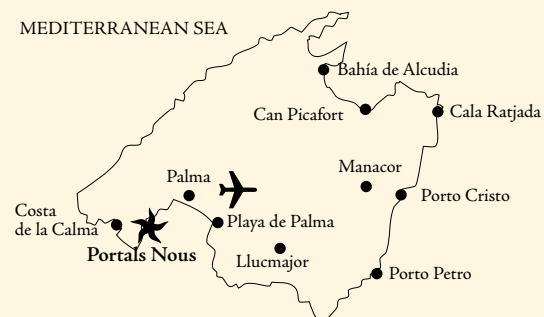 MEDITERRANEAN SEA
Bahía de Alcudia
Can Picafort
Cala Ratjada
Manacor
Palma
Porto Cristo
Costa
de la Calma
Playa de Palma
Portals Nous
Llucmajor
Porto Petro